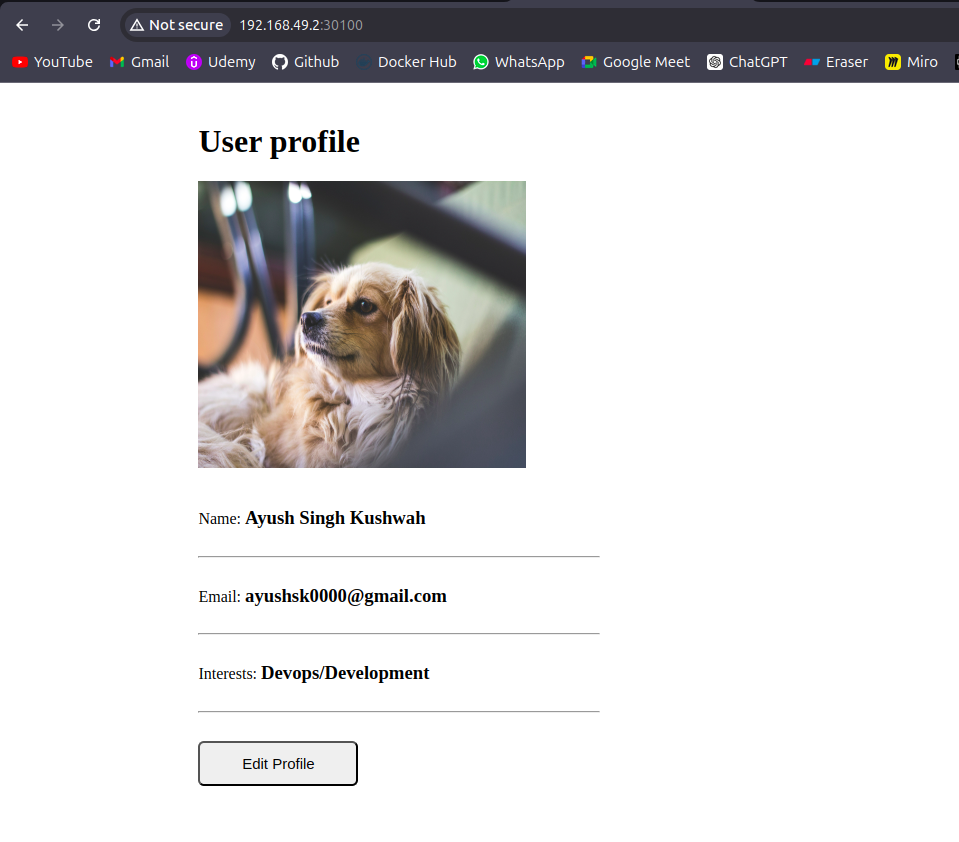 Not secure 192.168.49.2:30100
YouTube Gmail Udemy Github Docker Hub WhatsApp Google Meet ChatGPT Eraser Miro
User profile
Name: Ayush Singh Kushwah
Email: ayushsk0000@gmail.com
Interests: Devops/Development
Edit Profile